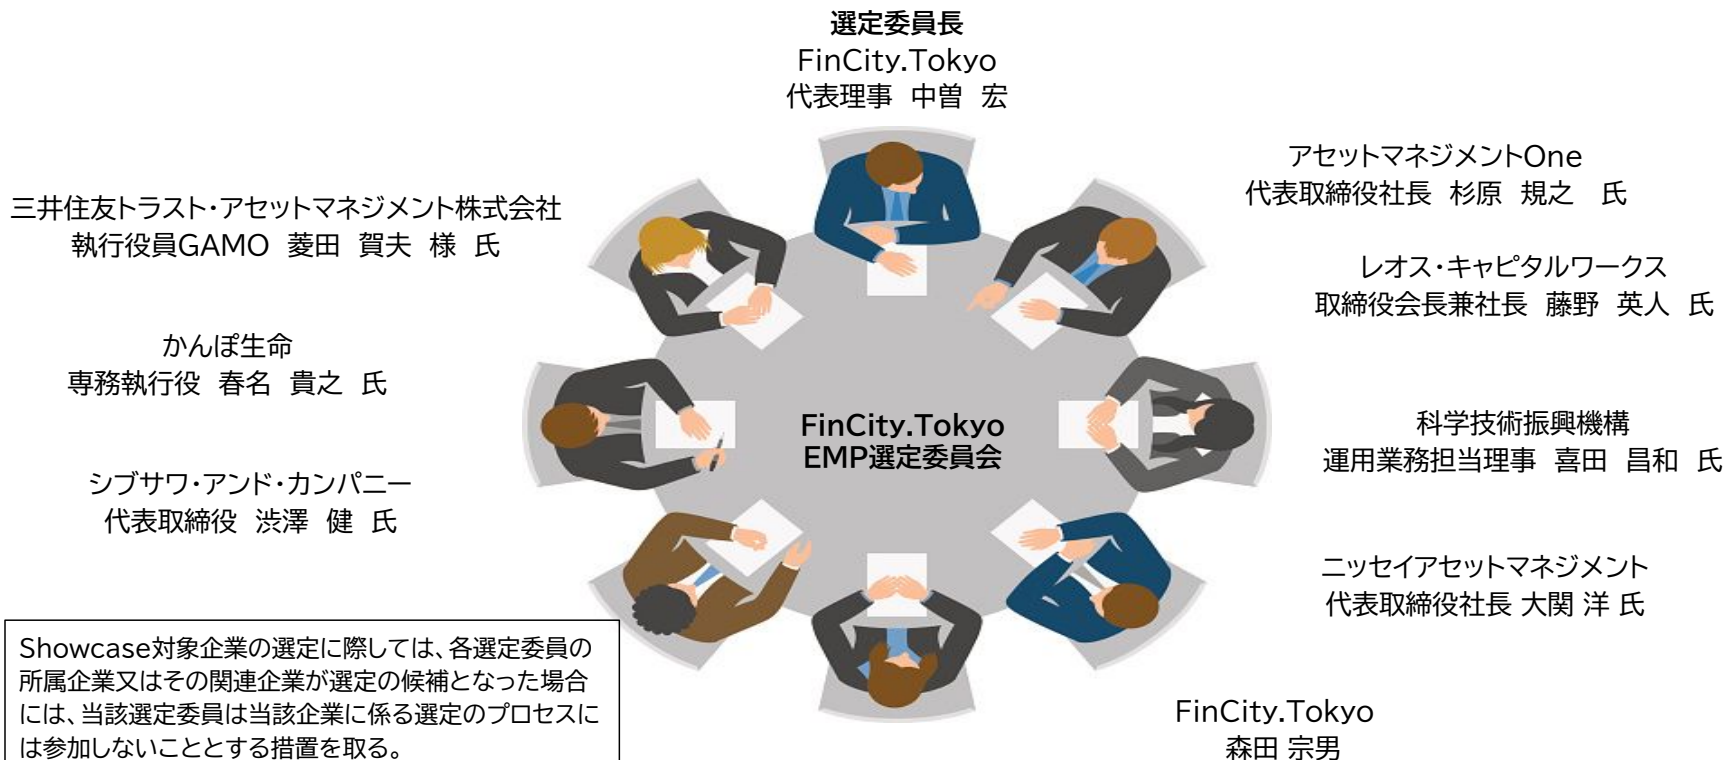 選定委員長
FinCity.Tokyo
代表理事 中曽 宏
アセットマネジメントOne
代表取締役社長 杉原 規之 氏
三井住友トラスト・アセットマネジメント株式会社
執行役員GAMO 菱田 賀夫 様 氏
レオス・キャピタルワークス
取締役会長兼社長 藤野 英人 氏
かんぽ生命
専務執行役 春名 貴之 氏
FinCity.Tokyo
EMP選定委員会
科学技術振興機構
運用業務担当理事 喜田 昌和 氏
シブサワ・アンド・カンパニー
代表取締役 渋澤 健 氏
ニッセイアセットマネジメント
代表取締役社長 大関 洋 氏
Showcase対象企業の選定に際しては、各選定委員の
所属企業又はその関連企業が選定の候補となった場合
には、当該選定委員は当該企業に係る選定のプロセスに
は参加しないこととする措置を取る。
FinCity.Tokyo
森田 宗男